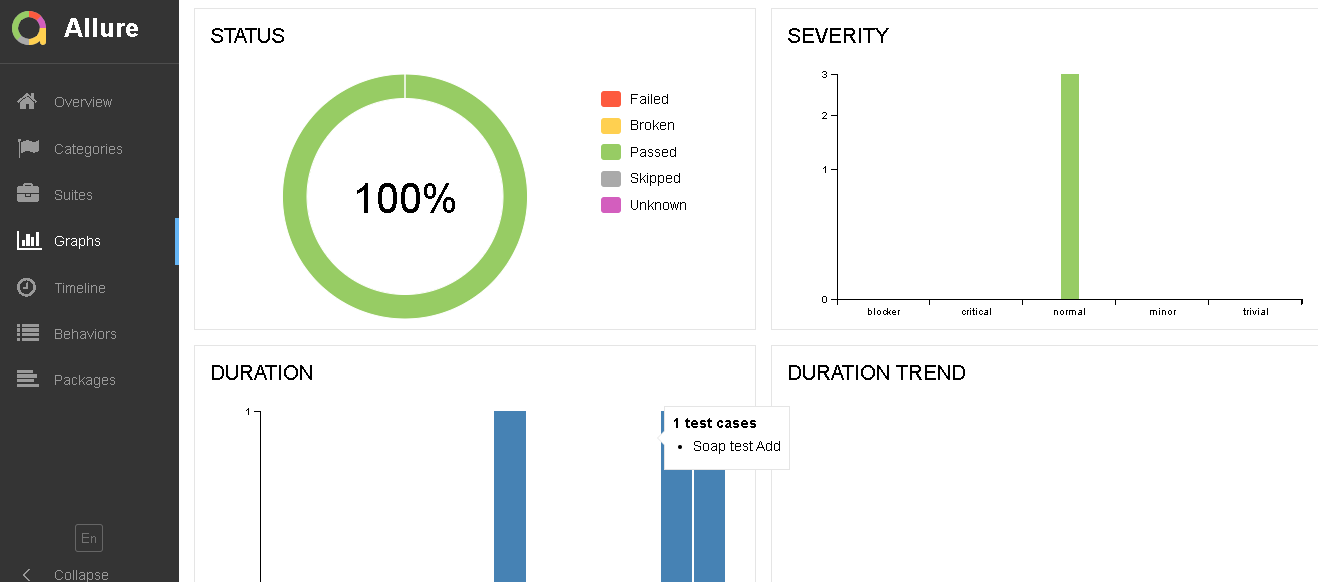 Allure
Overview
Categories
Suites
Graphs
Timeline
Behaviors
Packages
En
Collapse
STATUS
100%
Failed
Broken
Passed
Skipped
Unknown
SEVERITY
3
2
1
0
blocker critical normal minor trivial
DURATION
1
1 test cases
• Soap test Add
DURATION TREND